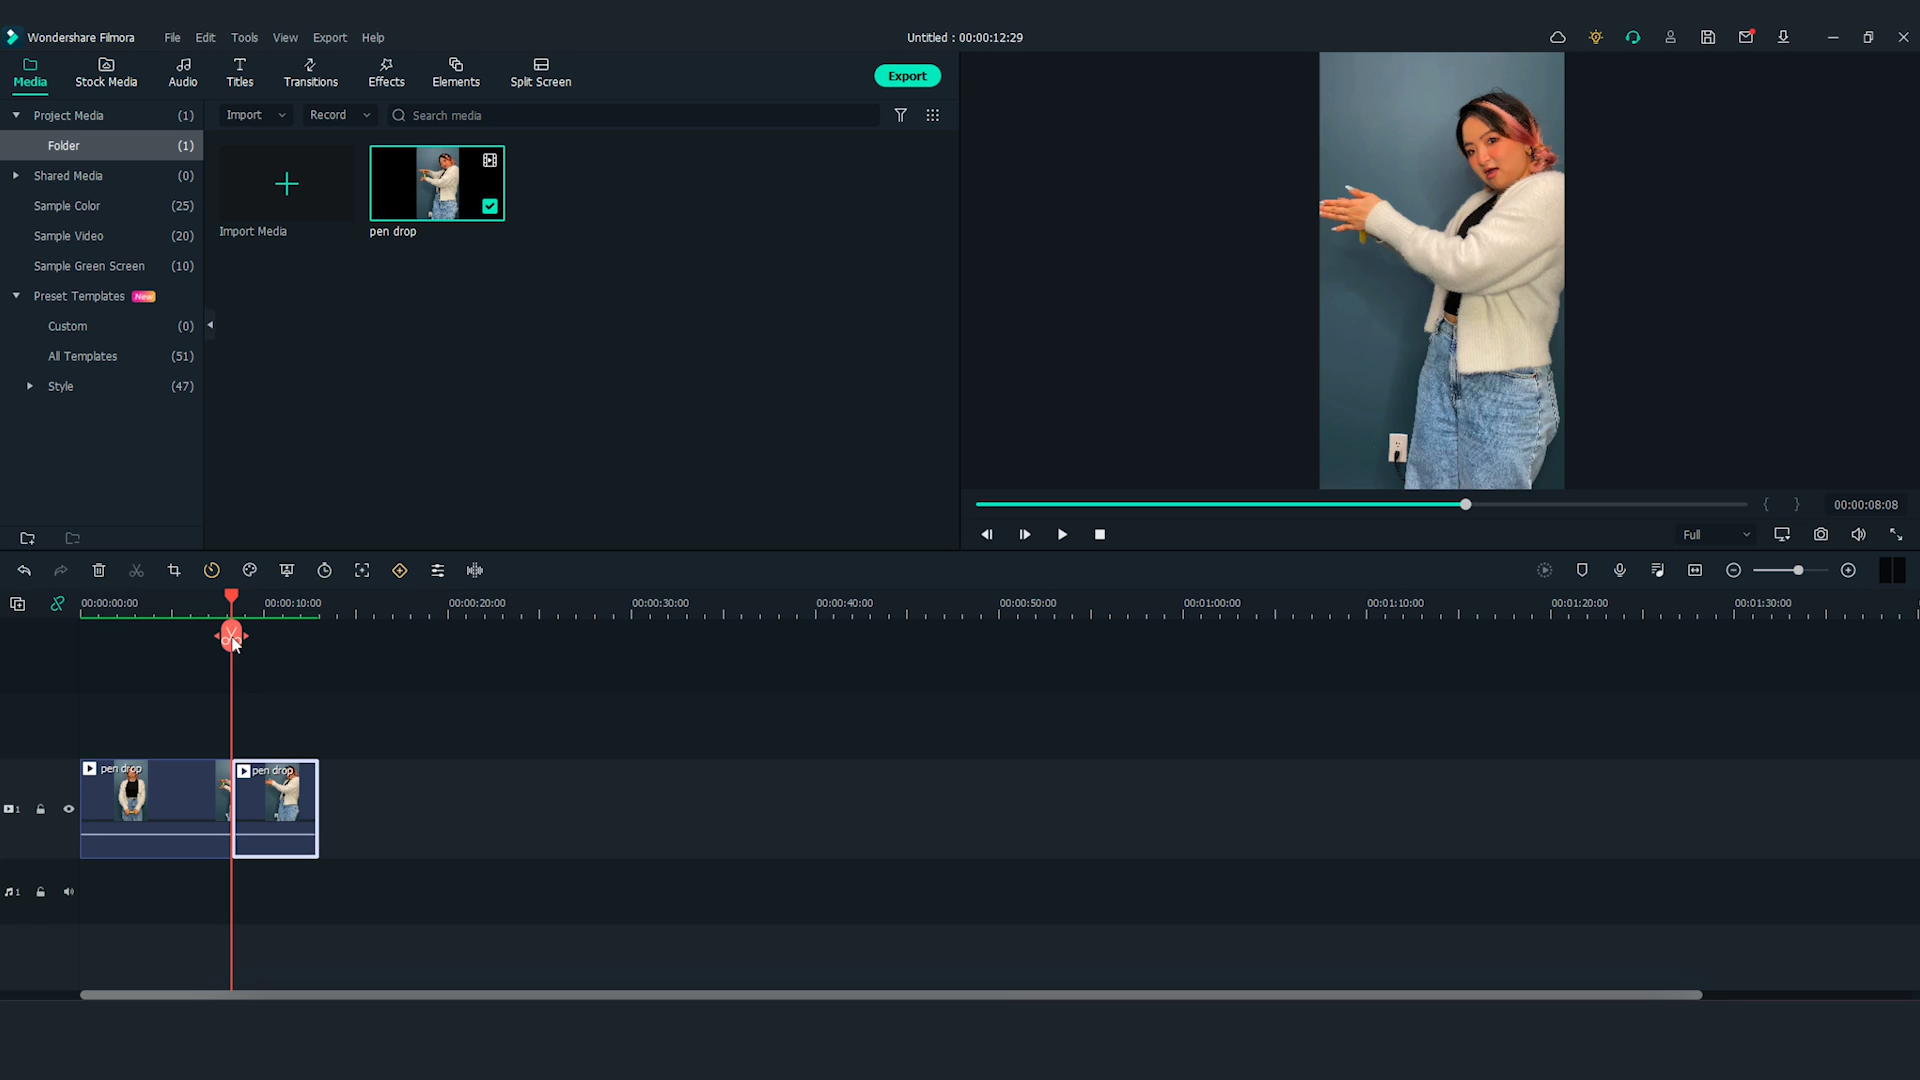 Wondershare Filmora File Edit Tools View Export Help Untitled : 00:00:12:29
Media Stock Media Audio Titles Transitions Effects Elements Split Screen Export
Project Media (1) Import Record Search media
Folder (1)
Shared Media (0)
Sample Color (25)
Sample Video (20)
Import Media pen drop
Sample Green Screen (10)
Preset Templates New
Custom (0)
All Templates (51)
Style (47)
{ } 00:00:08:08
Full
00:00:00:00 00:00:10:00 00:00:20:00 00:00:30:00 00:00:40:00 00:00:50:00 00:01:00:00 00:01:10:00 00:01:20:00 00:01:30:00
pen drop pen drop
1
1